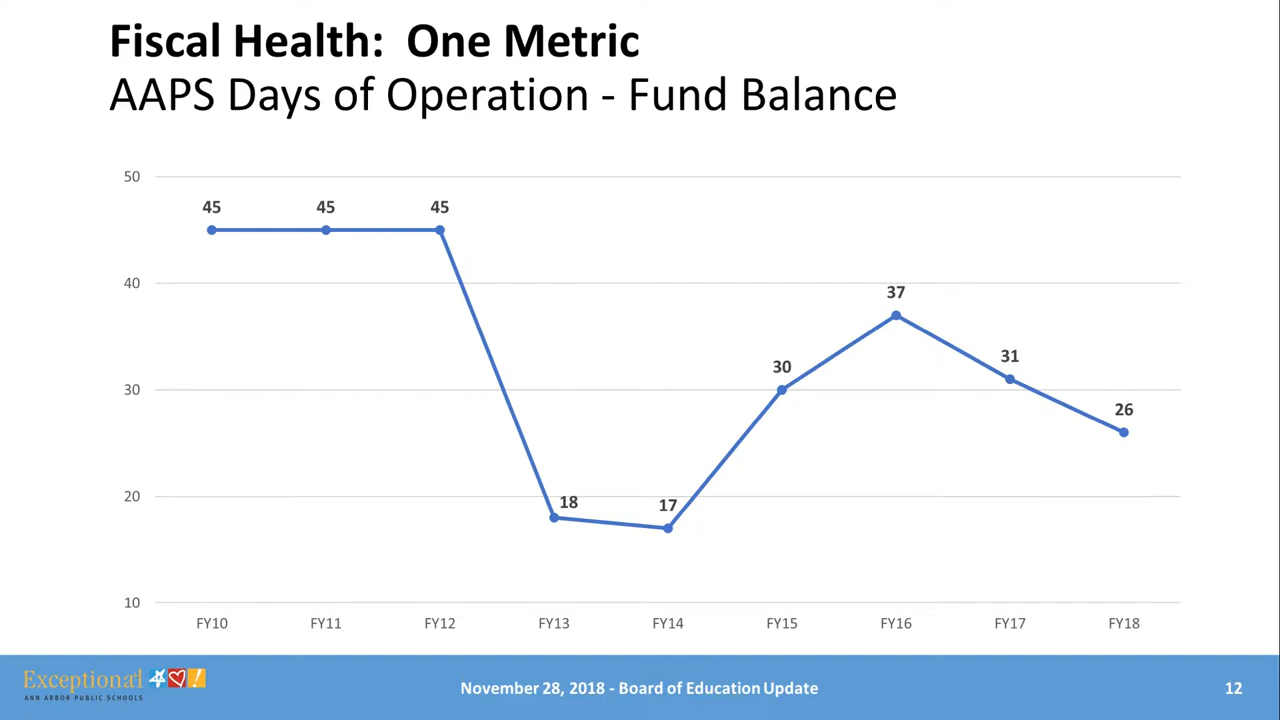 Fiscal Health: One Metric
AAPS Days of Operation - Fund Balance
50
40
30
20
10
45
45
45
18
17
30
37
31
26
FY10 FY11 FY12 FY13 FY14 FY15 FY16 FY17 FY18
Exceptional
ANN ARBOR PUBLIC SCHOOLS
November 28, 2018 - Board of Education Update
12